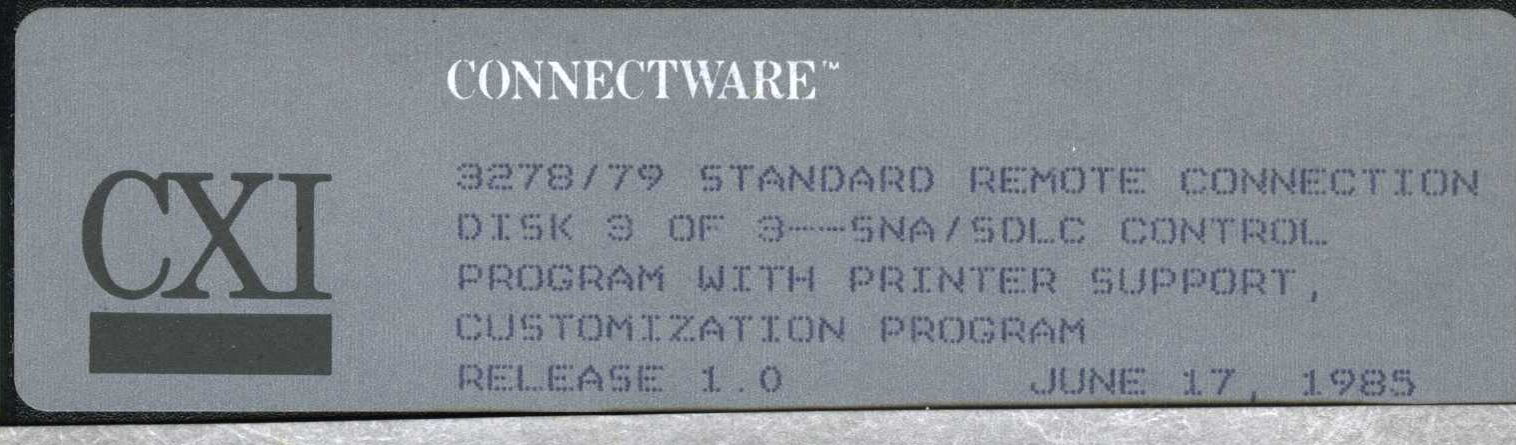 CONNECTWARE™
CXI
3278/79 STANDARD REMOTE CONNECTION
DISK 3 OF 3--SNA/SDLC CONTROL
PROGRAM WITH PRINTER SUPPORT,
CUSTOMIZATION PROGRAM
RELEASE 1.0 JUNE 17, 1985